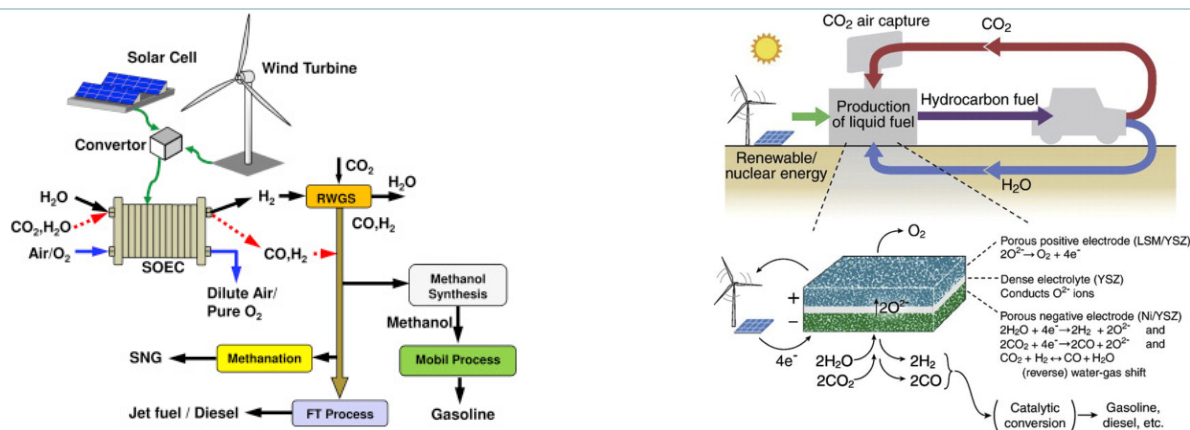 Solar Cell
Wind Turbine
Convertor
H₂O
CO₂,H₂O
Air/O₂
SOEC
H₂
CO₂
RWGS
H₂O
CO,H₂
CO,H₂
Dilute Air/
Pure O₂
Methanol
Synthesis
Methanol
SNG
Methanation
Mobil Process
Jet fuel / Diesel
FT Process
Gasoline
CO₂ air capture
CO₂
Production
of liquid fuel
Hydrocarbon fuel
Renewable/
nuclear energy
H₂O
O₂
Porous positive electrode (LSM/YSZ)
2O²⁻→ O₂ + 4e⁻
Dense electrolyte (YSZ)
Conducts O²⁻ ions
+
2O²⁻
−
Porous negative electrode (Ni/YSZ)
2H₂O + 4e⁻→2H₂ + 2O²⁻ and
2CO₂ + 4e⁻→2CO + 2O²⁻ and
CO₂ + H₂ ↔ CO + H₂O
(reverse) water-gas shift
4e⁻
2H₂O
2H₂
2CO₂
2CO
(Catalytic
conversion)
Gasoline,
diesel, etc.